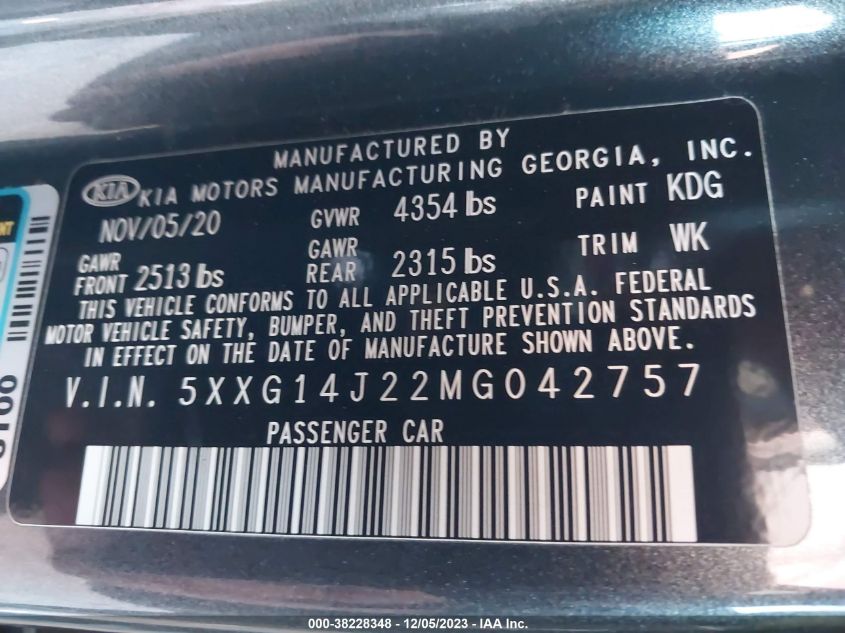 MANUFACTURED BY
KIA KIA MOTORS MANUFACTURING GEORGIA, INC.
NOV/05/20 GVWR 4354 lbs PAINT KDG
GAWR FRONT 2513 lbs GAWR REAR 2315 lbs TRIM WK
THIS VEHICLE CONFORMS TO ALL APPLICABLE U.S.A. FEDERAL
MOTOR VEHICLE SAFETY, BUMPER, AND THEFT PREVENTION STANDARDS
IN EFFECT ON THE DATE OF MANUFACTURE SHOWN ABOVE.
V.I.N. 5XXG14J22MG042757
PASSENGER CAR
000-38228348 - 12/05/2023 - IAA Inc.